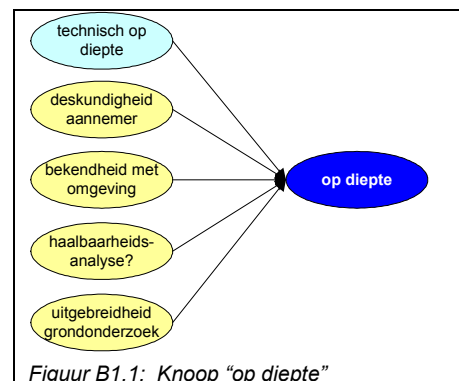 technisch op
diepte
deskundigheid
aannemer
bekendheid met
omgeving
op diepte
haalbaarheids-
analyse?
uitgebreidheid
grondonderzoek
Figuur B1.1: Knoop “op diepte”